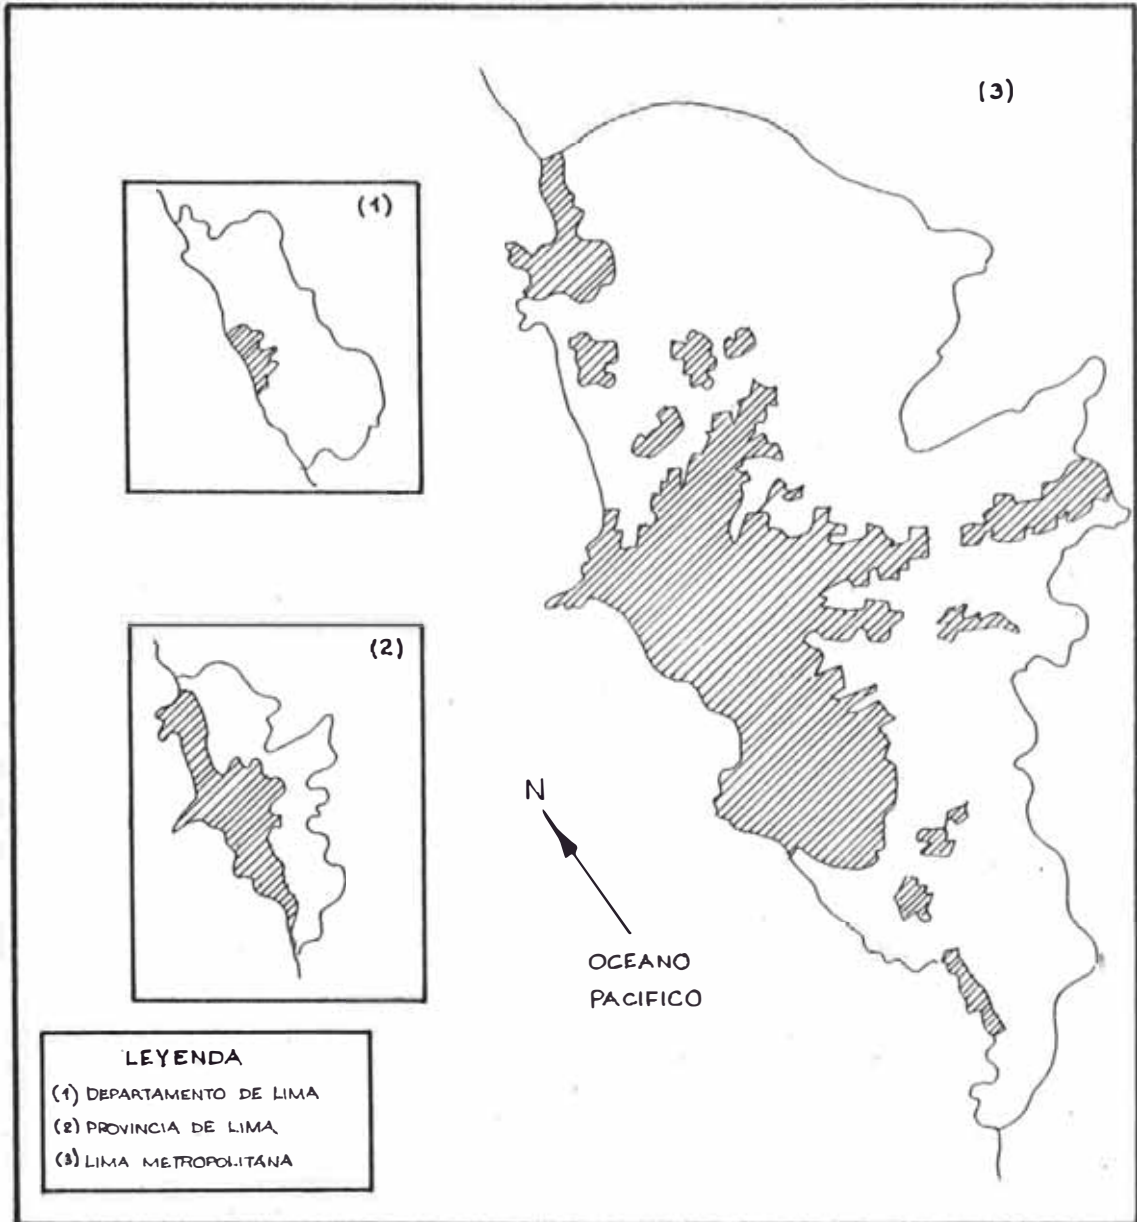 (3)
(1)
(2)
N
OCEANO
PACIFICO
LEYENDA
(1) DEPARTAMENTO DE LIMA
(2) PROVINCIA DE LIMA
(3) LIMA METROPOLITANA